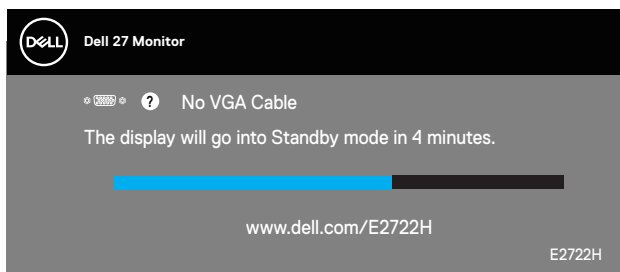 DELL
Dell 27 Monitor
? No VGA Cable
The display will go into Standby mode in 4 minutes.
www.dell.com/E2722H
E2722H